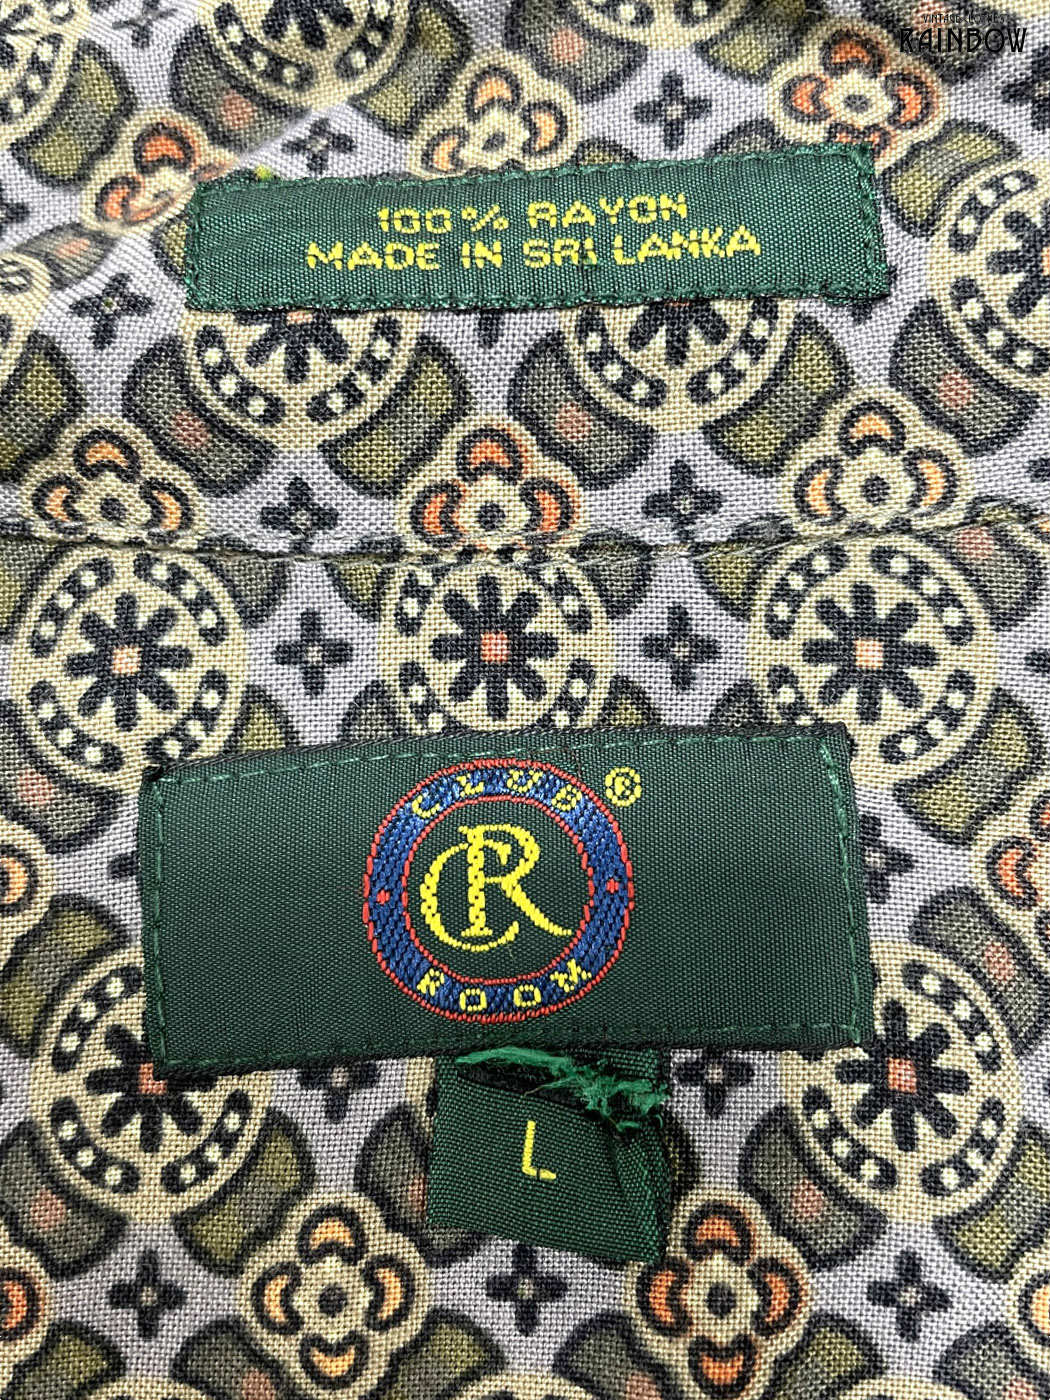 VINTAGE CLOTHES
RAINBOW
100% RAYON
MADE IN SRI LANKA
CLUB ©
CR
ROOM
L